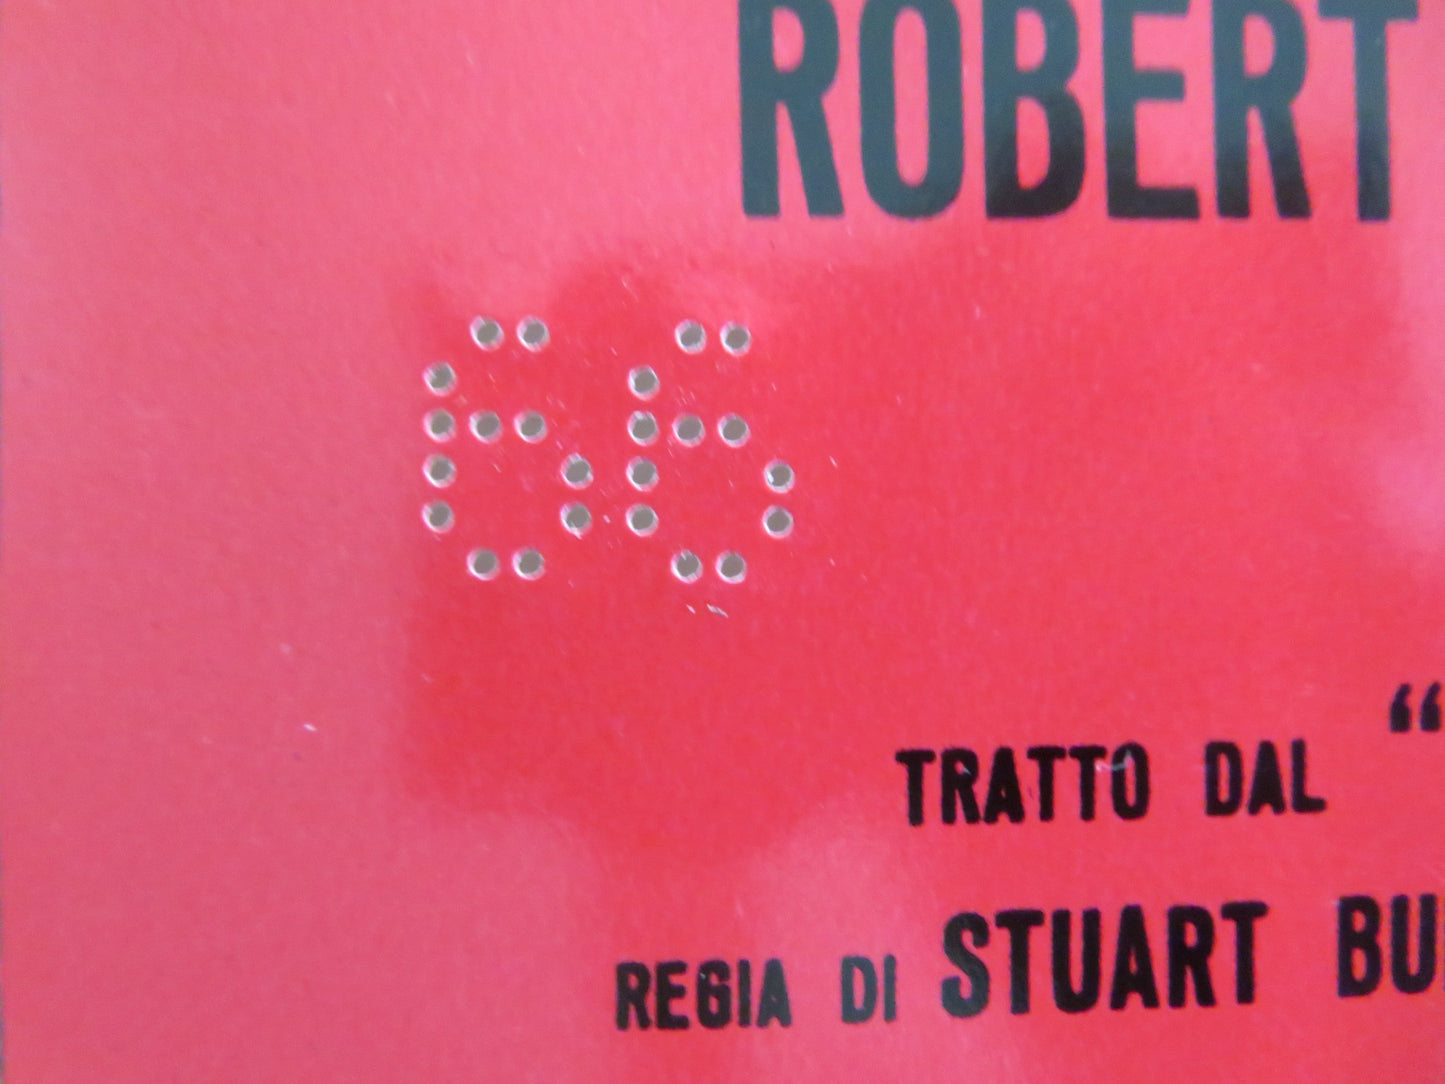 ROBERT
66
TRATTO DAL "
REGIA DI STUART BU